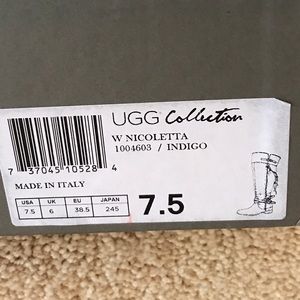 UGG Collection
W NICOLETTA
1004603 / INDIGO
7 37045 10528 4
MADE IN ITALY
USA UK EU JAPAN
7.5 6 38.5 245
7.5